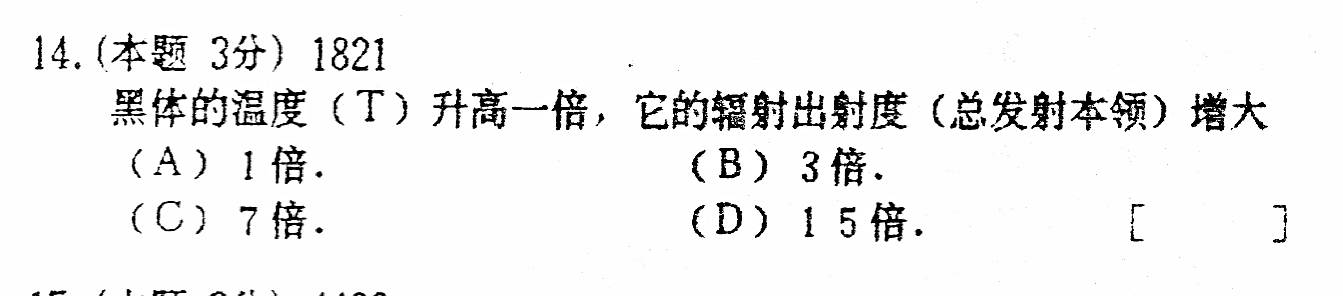 14.(本题 3分) 1821
黑体的温度(T)升高一倍，它的辐射出射度(总发射本领)增大
(A) 1倍.  (B) 3倍.
(C) 7倍.  (D) 15倍.  [  ]